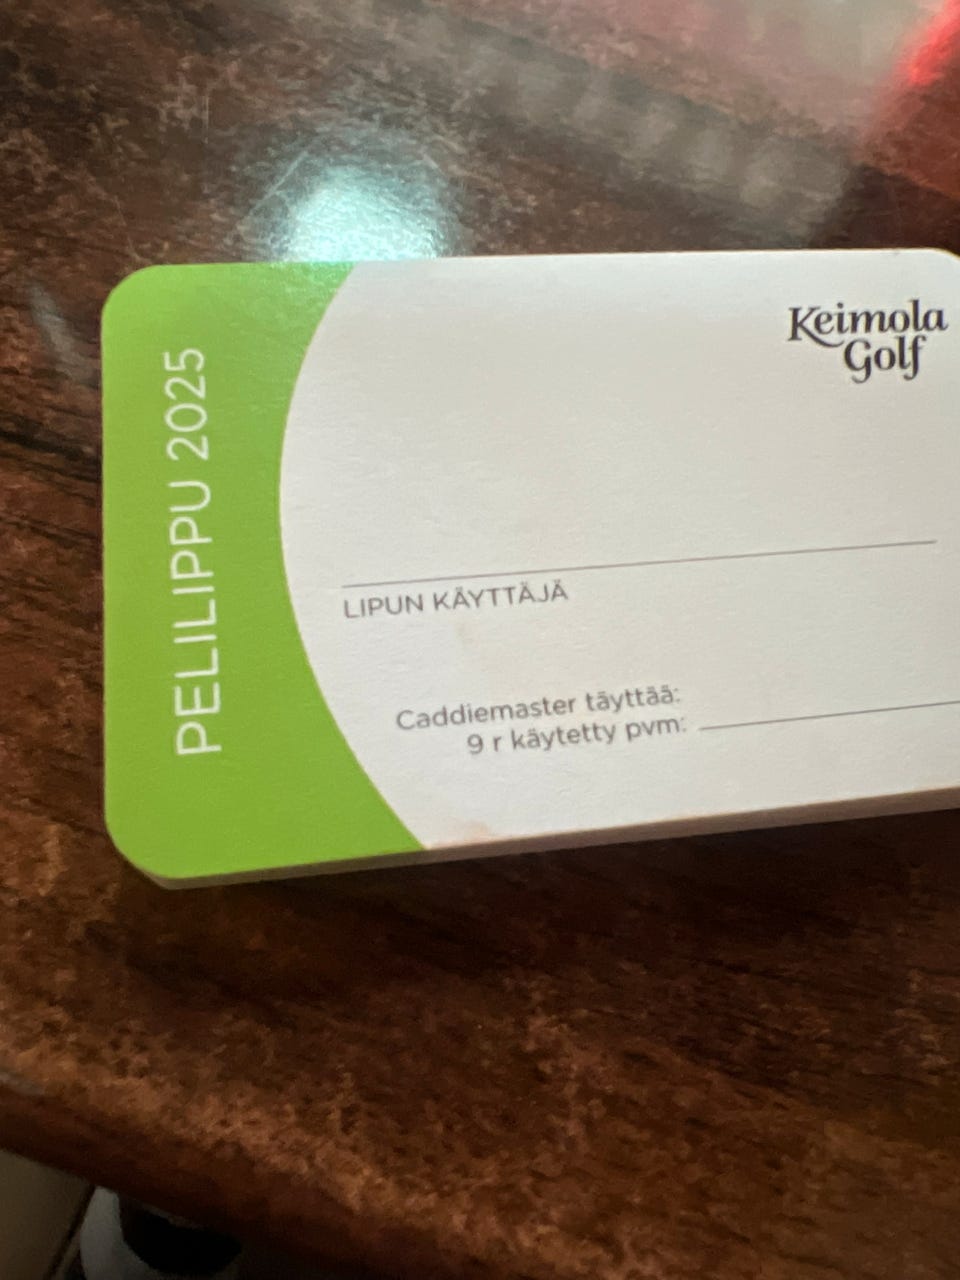 PELILIPPU 2025
Keimola
Golf
LIPUN KÄYTTÄJÄ
Caddiemaster täyttää:
9 r käytetty pvm: